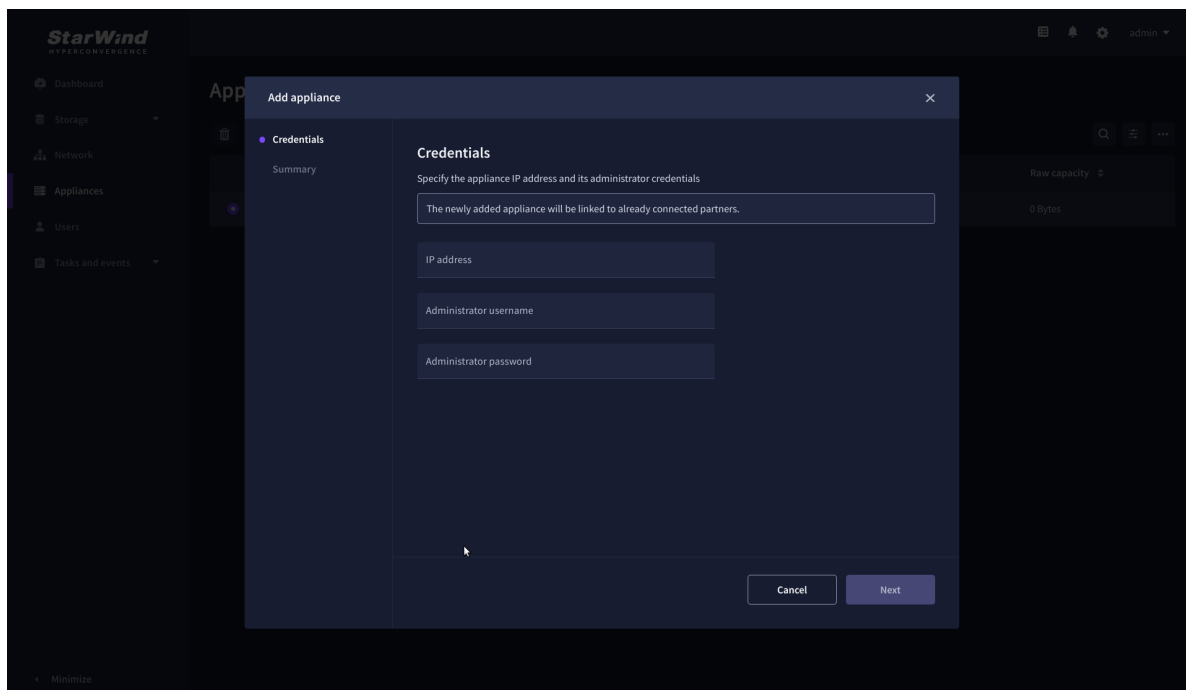 StarWind
HYPERCONVERGENCE
admin
Dashboard
Storage
Network
Appliances
Users
Tasks and events
Minimize
App
Raw capacity
0 Bytes
Add appliance
Credentials
Summary
Credentials
Specify the appliance IP address and its administrator credentials
The newly added appliance will be linked to already connected partners.
IP address
Administrator username
Administrator password
Cancel
Next